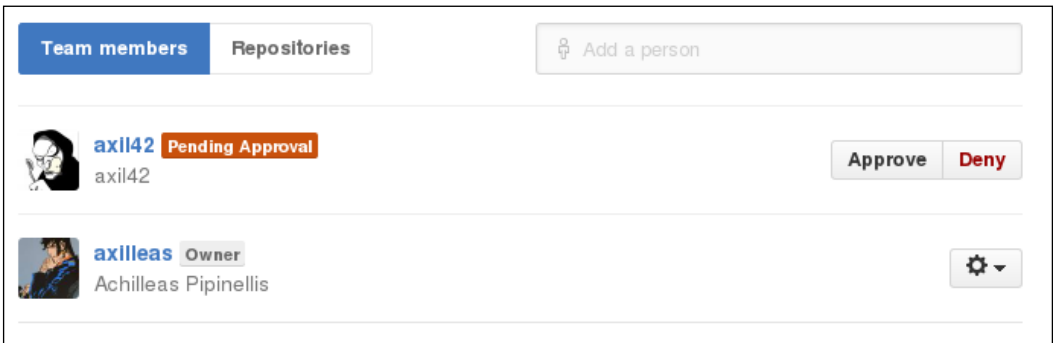 Team members Repositories Add a person
axil42 Pending Approval
axil42
Approve Deny
axilleas Owner
Achilleas Pipinellis